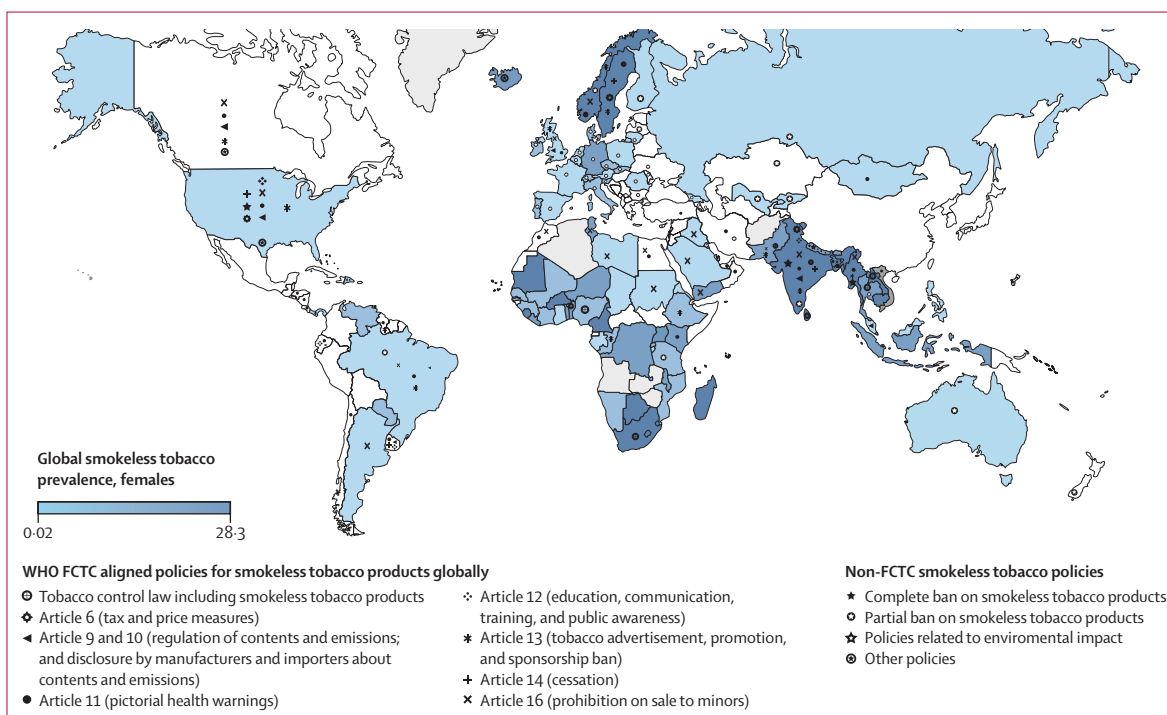 Global smokeless tobacco
prevalence, females
0·02
28·3
WHO FCTC aligned policies for smokeless tobacco products globally
Tobacco control law including smokeless tobacco products
Article 6 (tax and price measures)
Article 9 and 10 (regulation of contents and emissions;
and disclosure by manufacturers and importers about
contents and emissions)
Article 11 (pictorial health warnings)
Article 12 (education, communication,
training, and public awareness)
Article 13 (tobacco advertisement, promotion,
and sponsorship ban)
Article 14 (cessation)
Article 16 (prohibition on sale to minors)
Non-FCTC smokeless tobacco policies
Complete ban on smokeless tobacco products
Partial ban on smokeless tobacco products
Policies related to enviromental impact
Other policies